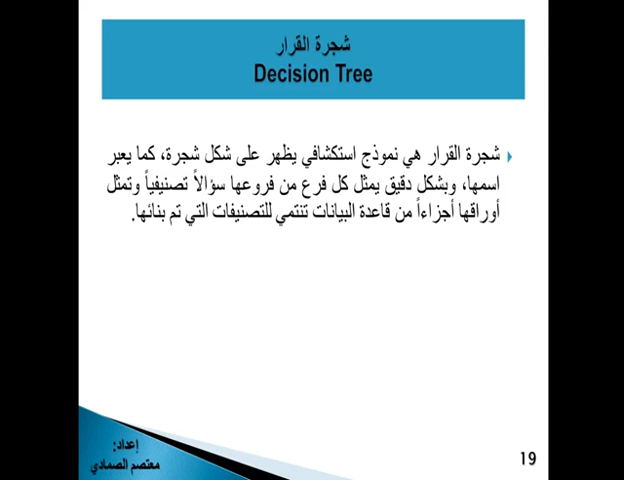 شجرة القرار
Decision Tree
شجرة القرار هي نموذج استكشافي يظهر على شكل شجرة، كما يعبر
اسمها، وبشكل دقيق يمثل كل فرع من فروعها سؤالاً تصنيفياً وتمثل
أوراقها أجزاءاً من قاعدة البيانات تنتمي للتصنيفات التي تم بنائها.
إعداد:
معتصم الصمادي
19